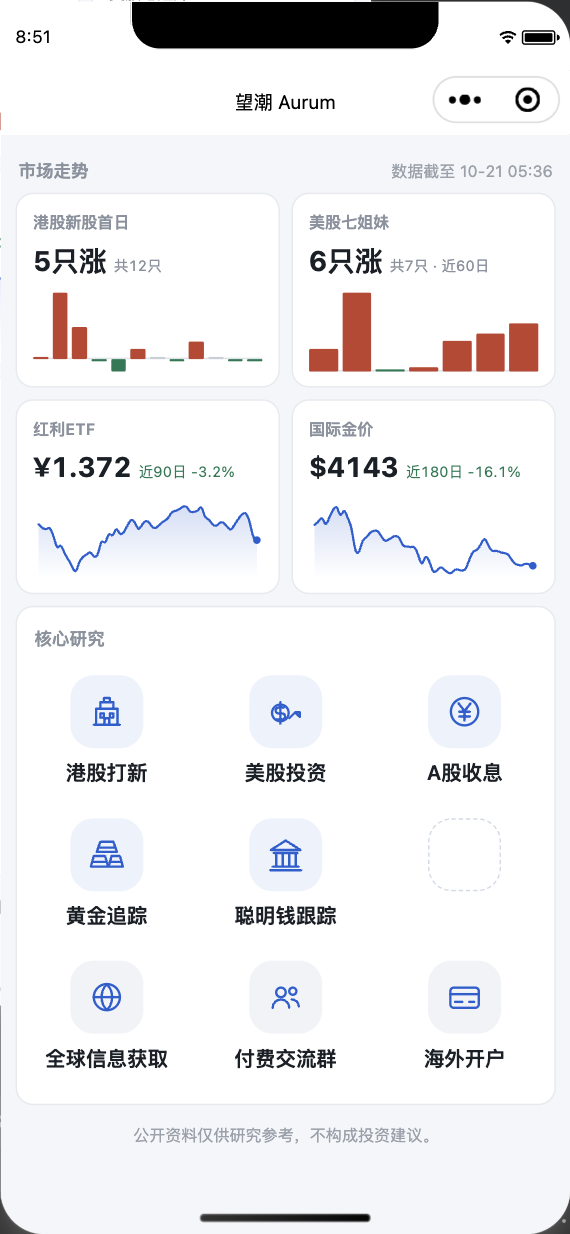 8:51
望潮 Aurum
市场走势
数据截至 10-21 05:36
港股新股首日
5只涨 共12只
美股七姐妹
6只涨 共7只 · 近60日
红利ETF
¥1.372 近90日 -3.2%
国际金价
$4143 近180日 -16.1%
核心研究
港股打新
美股投资
A股收息
黄金追踪
聪明钱跟踪
全球信息获取
付费交流群
海外开户
公开资料仅供研究参考，不构成投资建议。